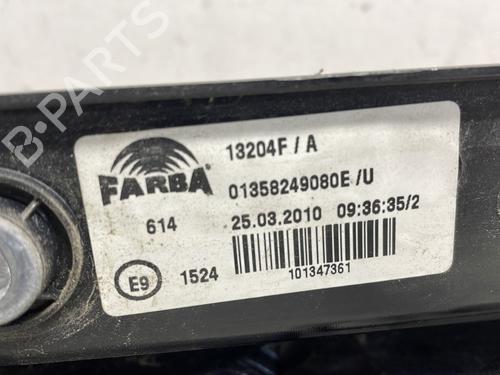 B-PARTS
FARBA®
13204F / A
01358249080E /U
614
25.03.2010 09:36:35/2
E9
1524
101347361